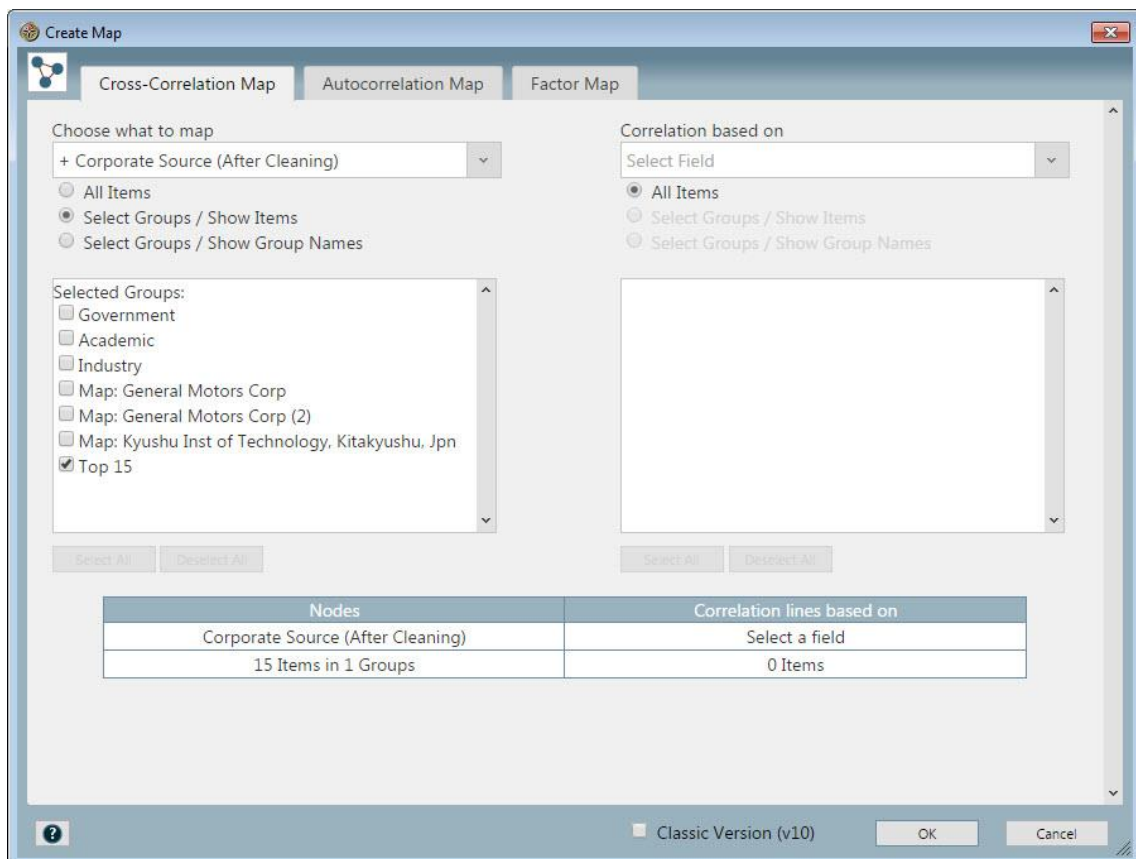 Create Map
Cross-Correlation Map
Autocorrelation Map
Factor Map
Choose what to map
+ Corporate Source (After Cleaning)
All Items
Select Groups / Show Items
Select Groups / Show Group Names
Selected Groups:
Government
Academic
Industry
Map: General Motors Corp
Map: General Motors Corp (2)
Map: Kyushu Inst of Technology, Kitakyushu, Jpn
Top 15
Select All
Deselect All
Correlation based on
Select Field
All Items
Select Groups / Show Items
Select Groups / Show Group Names
Select All
Deselect All
Nodes
Correlation lines based on
Corporate Source (After Cleaning)
Select a field
15 Items in 1 Groups
0 Items
?
Classic Version (v10)
OK
Cancel